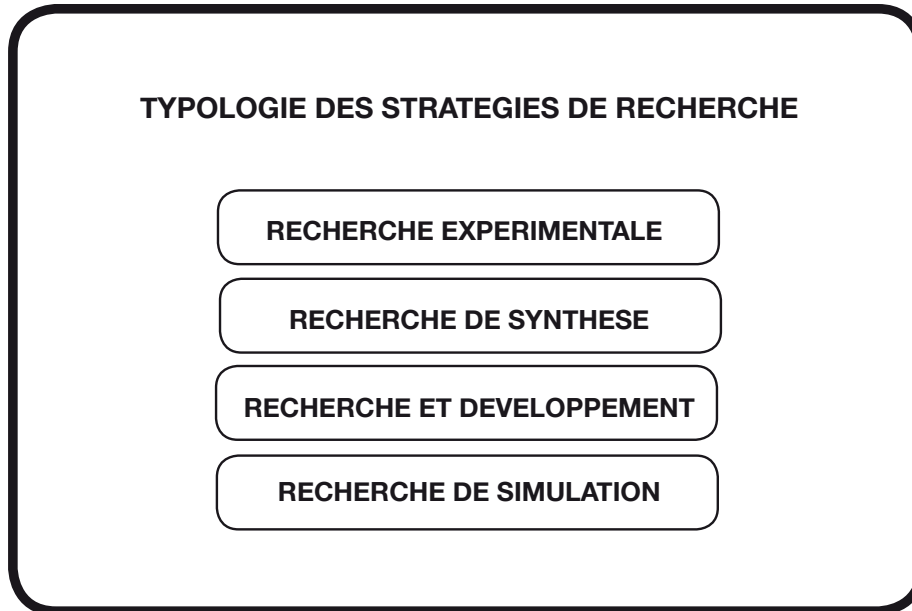 TYPOLOGIE DES STRATEGIES DE RECHERCHE
RECHERCHE EXPERIMENTALE
RECHERCHE DE SYNTHESE
RECHERCHE ET DEVELOPPEMENT
RECHERCHE DE SIMULATION